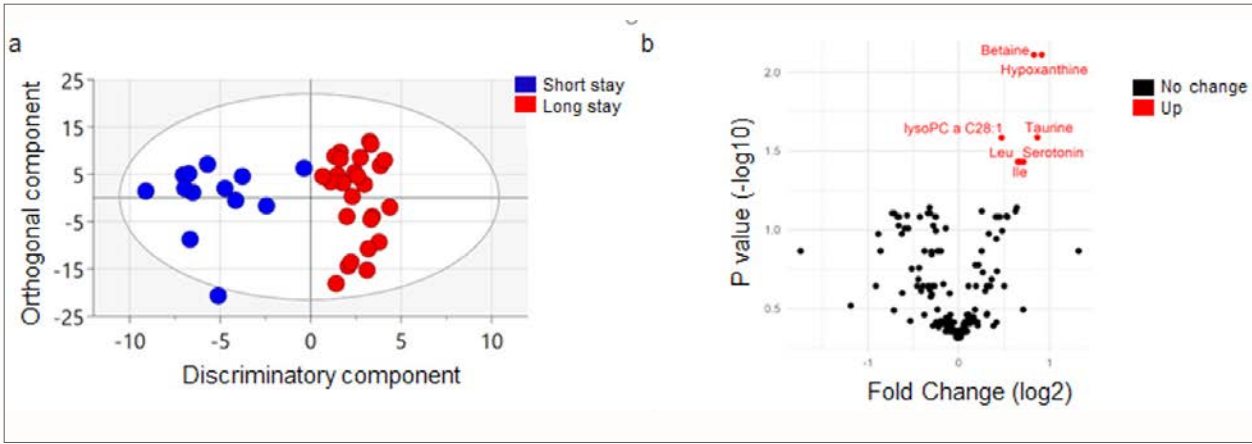 a
25
15
5
-5
-15
-25
-10
-5
0
5
10
Orthogonal component
Discriminatory component
Short stay
Long stay
b
2.0
1.5
1.0
0.5
-1
0
1
P value (-log10)
Fold Change (log2)
Betaine
Hypoxanthine
lysoPC a C28:1
Taurine
Leu
Serotonin
Ile
No change
Up